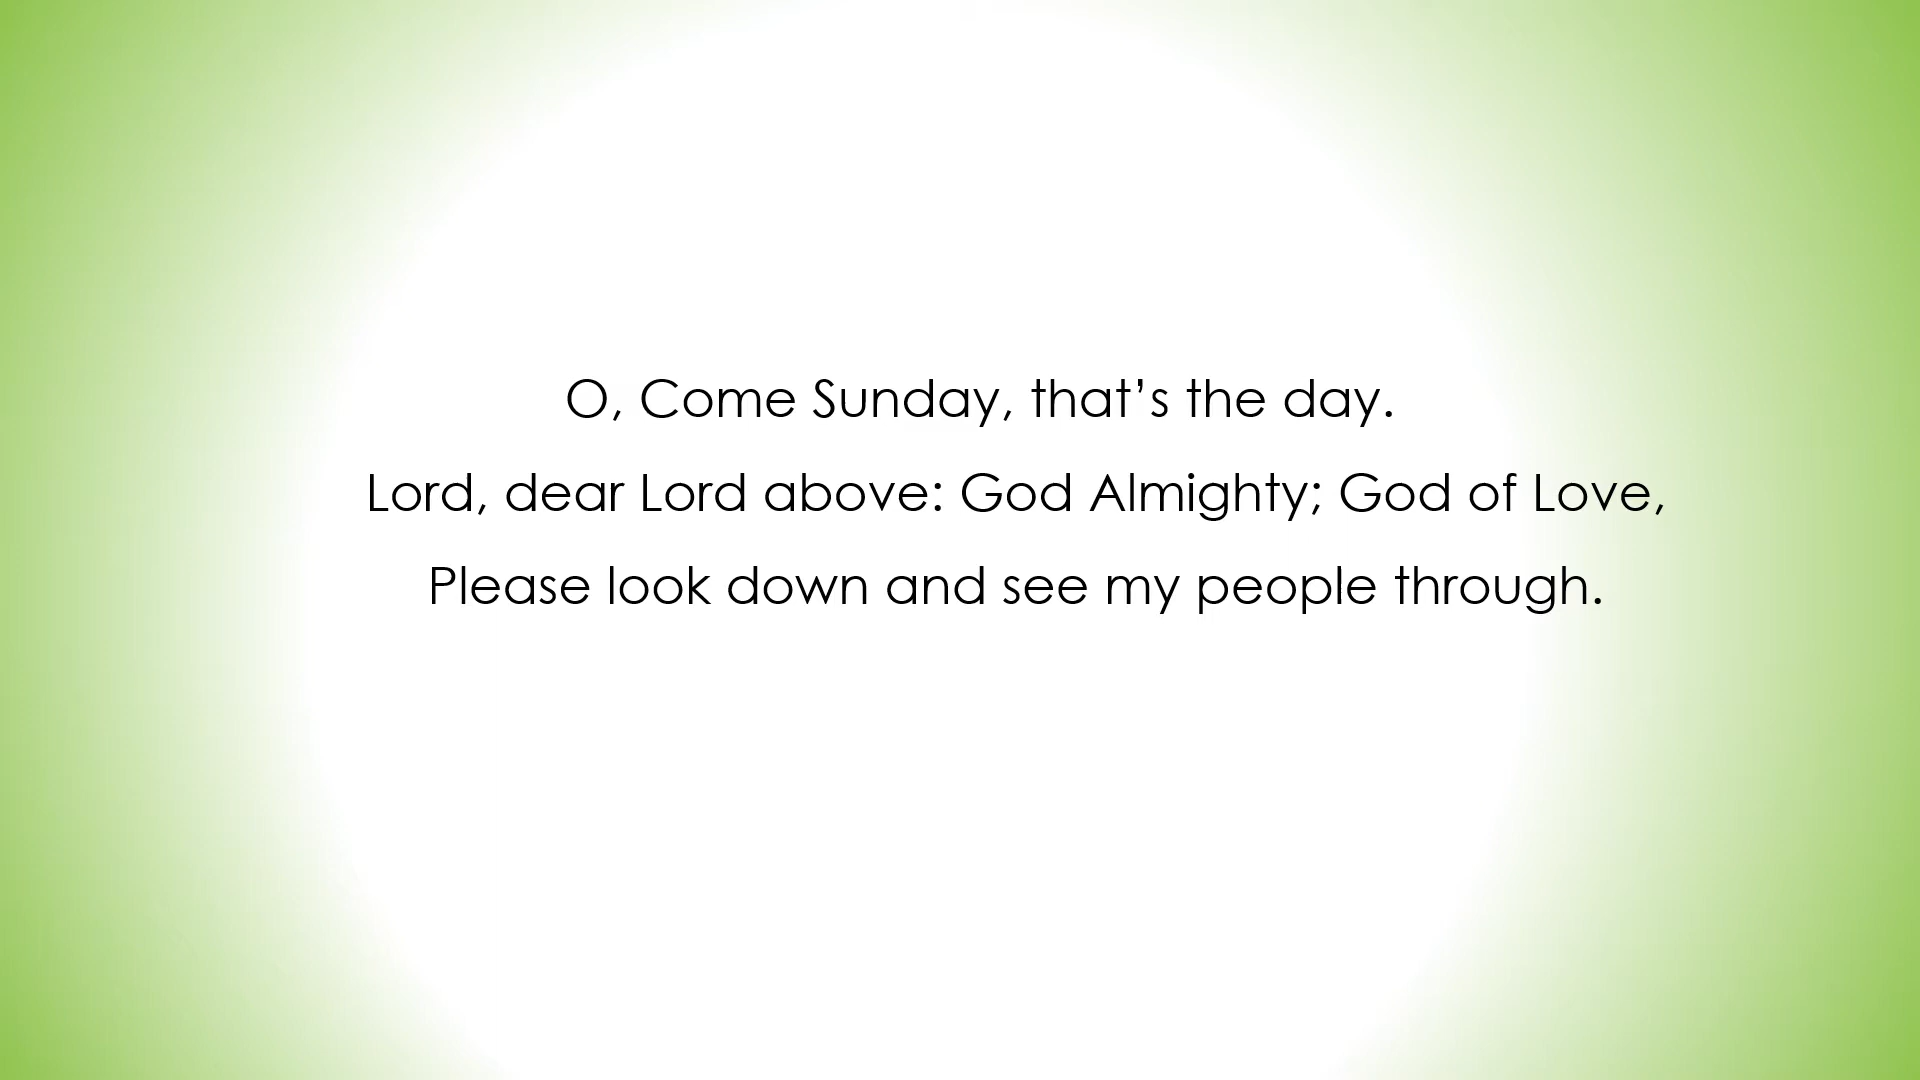 O, Come Sunday, that’s the day.
Lord, dear Lord above: God Almighty; God of Love,
Please look down and see my people through.